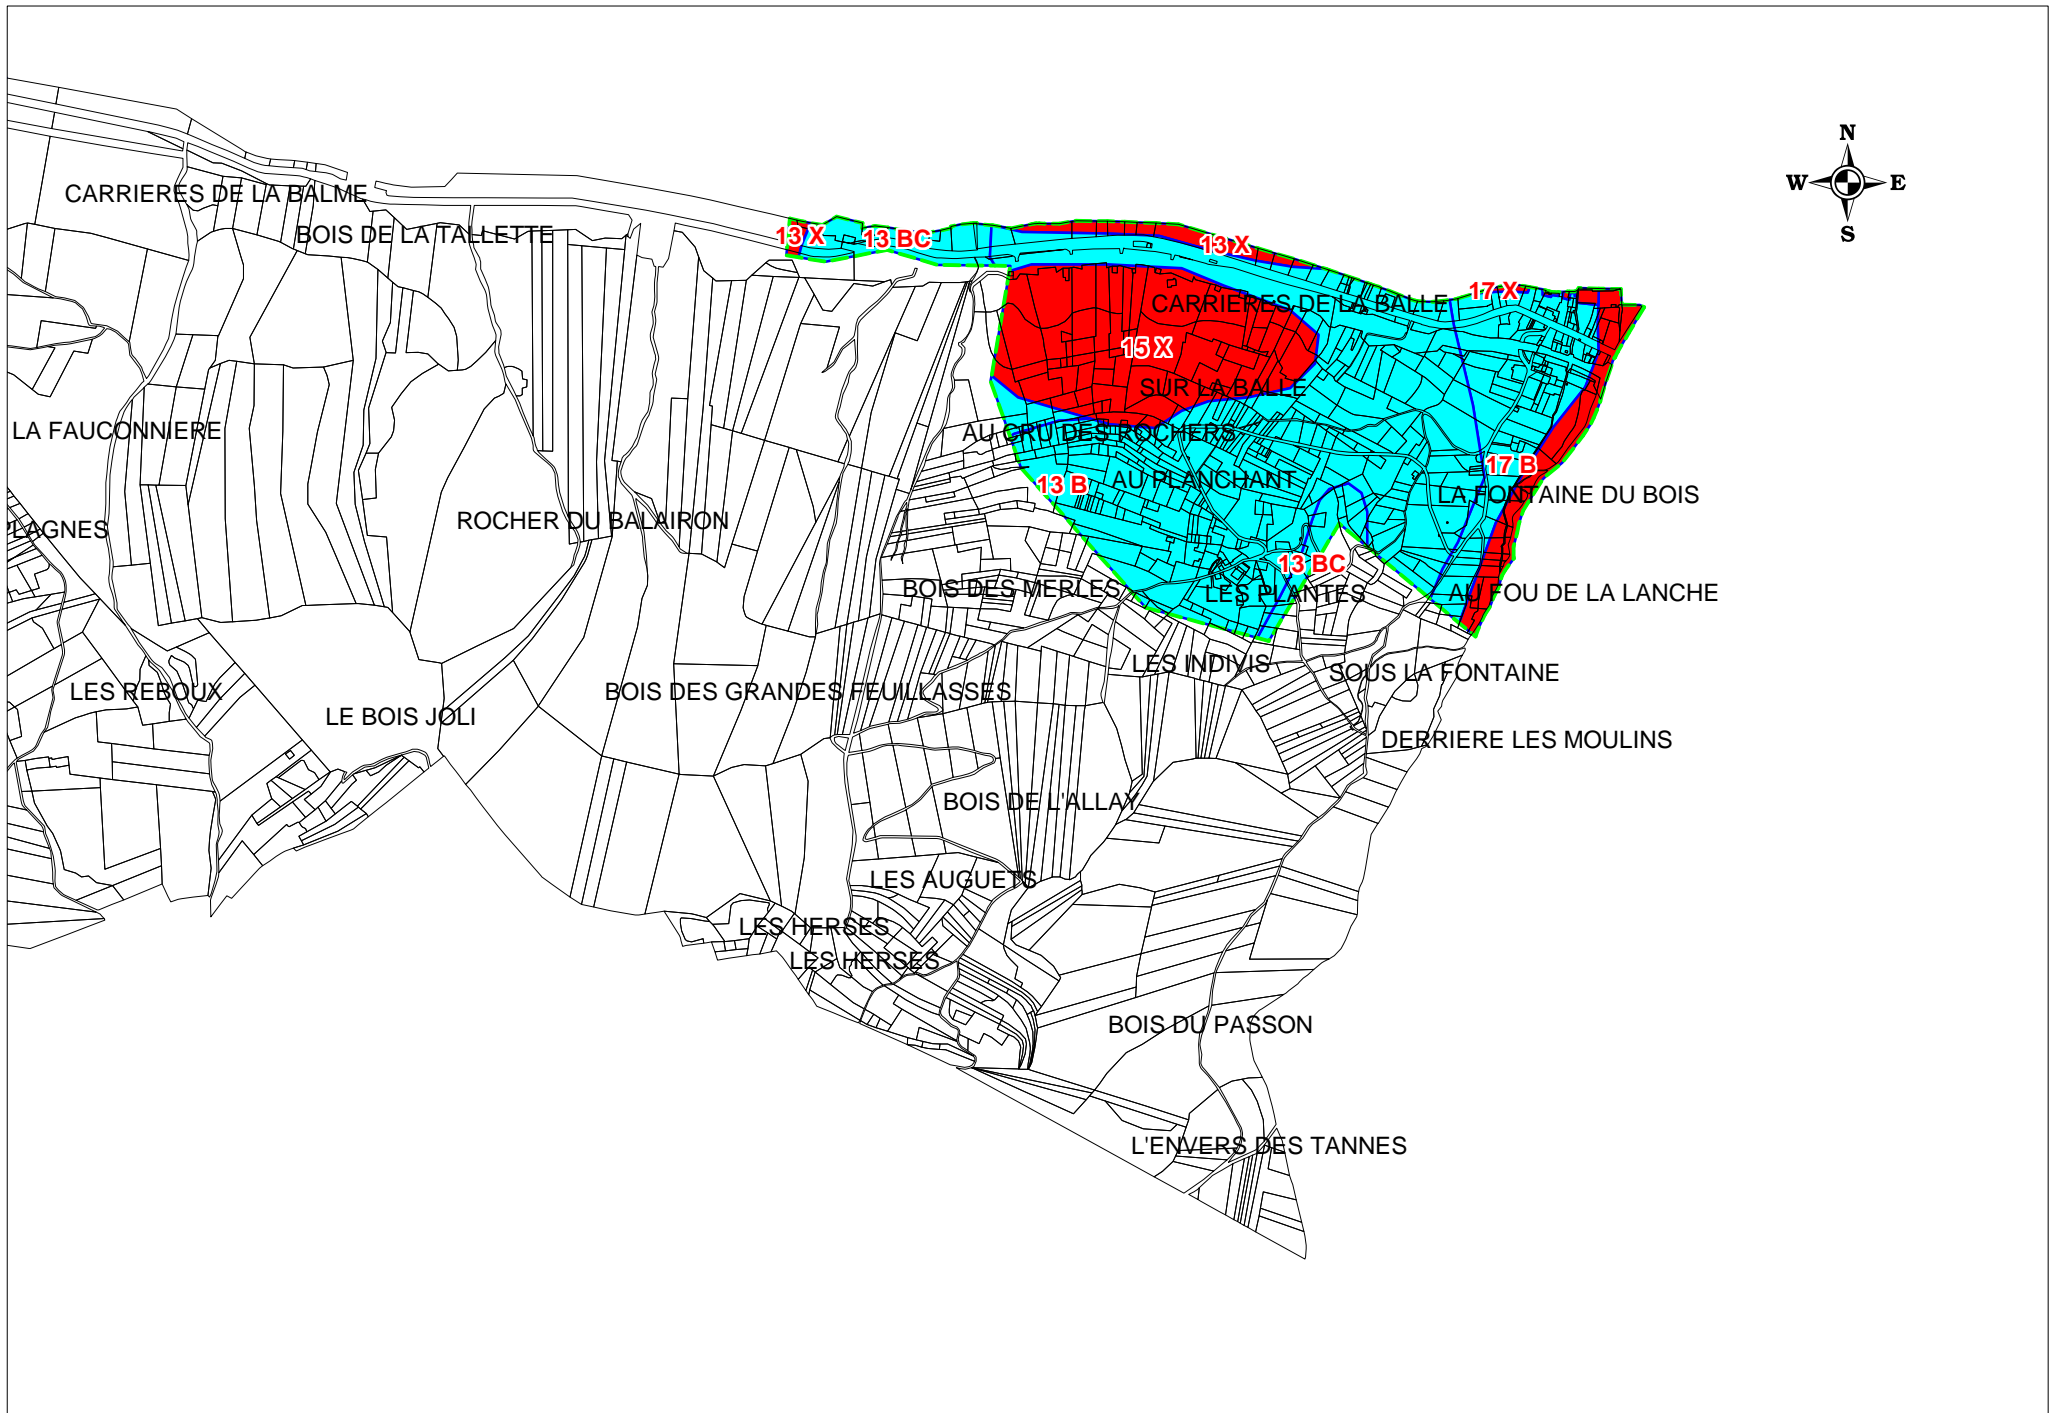 N
W E
S
CARRIERES DE LA BALME
BOIS DE LA TALLETTE
13 X
13 BC
13 X
17 X
CARRIERES DE LA BALLE
15 X
SUR LA BALLE
LA FAUCONNIERE
AU CRU DES ROCHERS
17 B
AU PLANCHANT
13 B
LA FONTAINE DU BOIS
ROCHER DU BALAIRON
LAGNES
13 BC
BOIS DES MERLES
LES PLANTES
AU FOU DE LA LANCHE
LES INDIVIS
SOUS LA FONTAINE
LES REBOUX
BOIS DES GRANDES FEUILLASSES
LE BOIS JOLI
DERRIERE LES MOULINS
BOIS DE L'ALLAY
LES AUGUETS
LES HERSES
LES HERSES
BOIS DU PASSON
L'ENVERS DES TANNES